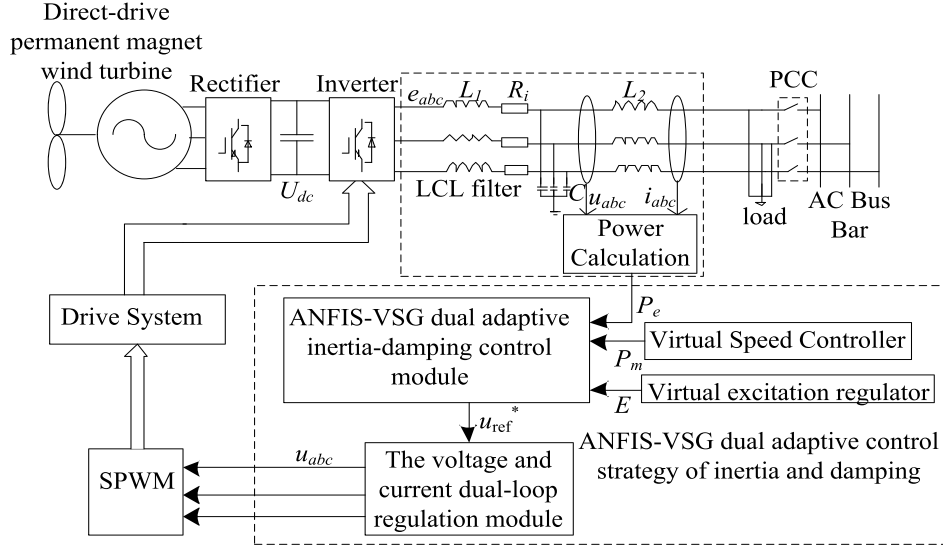 Direct-drive
permanent magnet
wind turbine
Rectifier
Inverter
PCC
e_abc
L_1
R_i
L_2
U_dc
LCL filter
C
u_abc
i_abc
load
AC Bus
Bar
Power
Calculation
P_e
Drive System
ANFIS-VSG dual adaptive
inertia-damping control
module
Virtual Speed Controller
P_m
Virtual excitation regulator
E
u_ref*
ANFIS-VSG dual adaptive control
strategy of inertia and damping
u_abc
SPWM
The voltage and
current dual-loop
regulation module